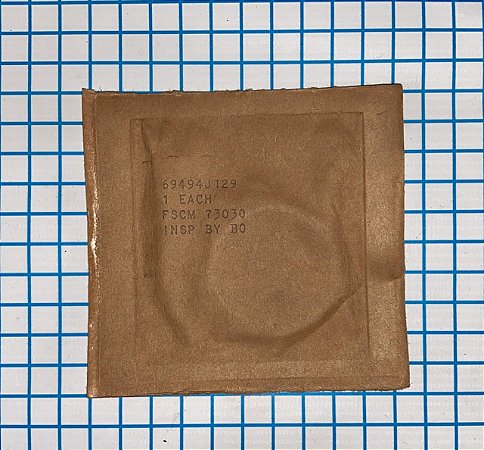 69494J129
1 EACH
FSCM 73030
INSP BY BO